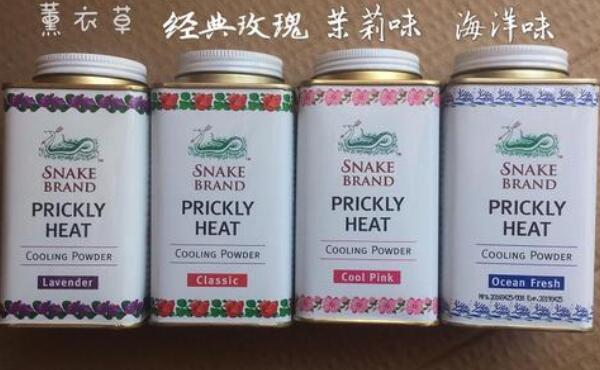 薰衣草 经典玫瑰 茉莉味 海洋味
SNAKE
BRAND
PRICKLY
HEAT
COOLING POWDER
Lavender
SNAKE
BRAND
PRICKLY
HEAT
COOLING POWDER
Classic
SNAKE
BRAND
PRICKLY
HEAT
COOLING POWDER
Cool Pink
SNAKE
BRAND
PRICKLY
HEAT
COOLING POWDER
Ocean Fresh